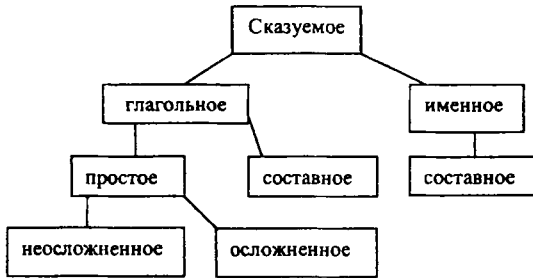 Сказуемое
глагольное
именное
простое
составное
составное
неосложненное
осложненное